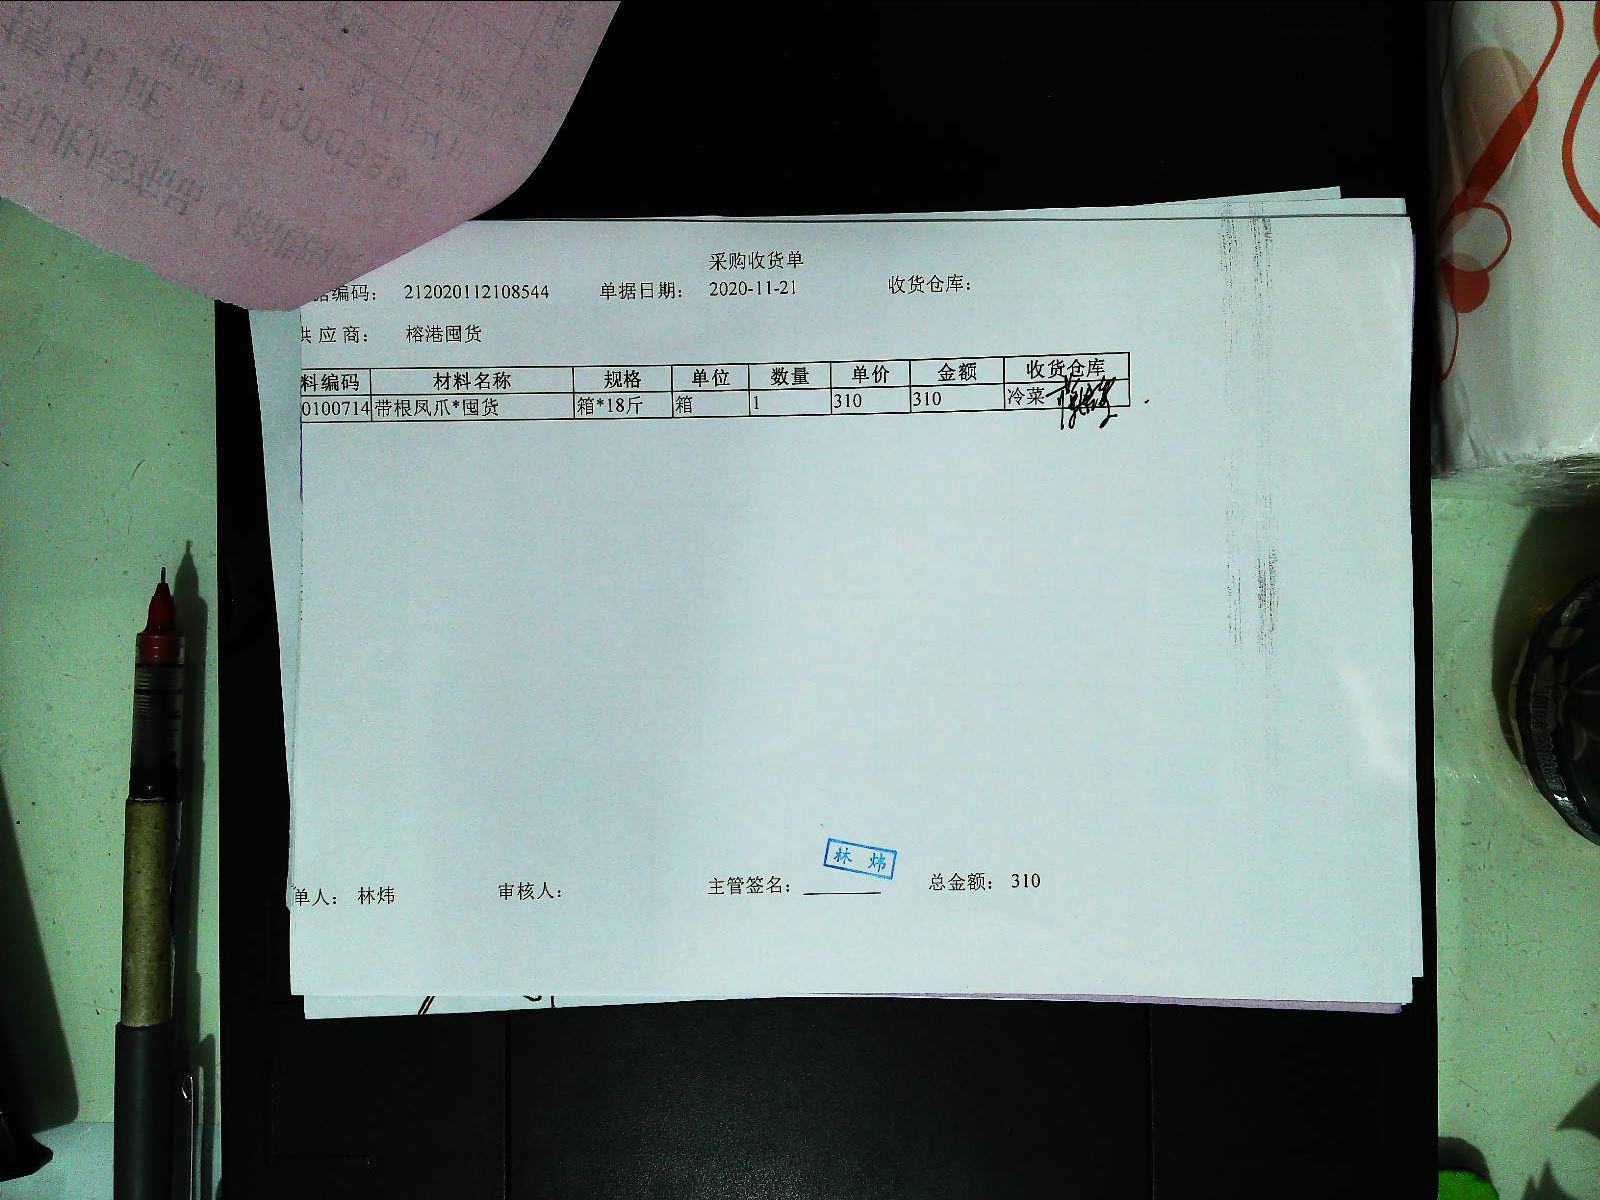 采购收货单
据编码： 212020112108544 单据日期： 2020-11-21 收货仓库：
供应商： 榕港囤货
料编码 材料名称 规格 单位 数量 单价 金额 收货仓库
0100714 带根凤爪*囤货 箱*18斤 箱 1 310 310 冷菜
林 炜
单人： 林炜 审核人： 主管签名： 总金额： 310